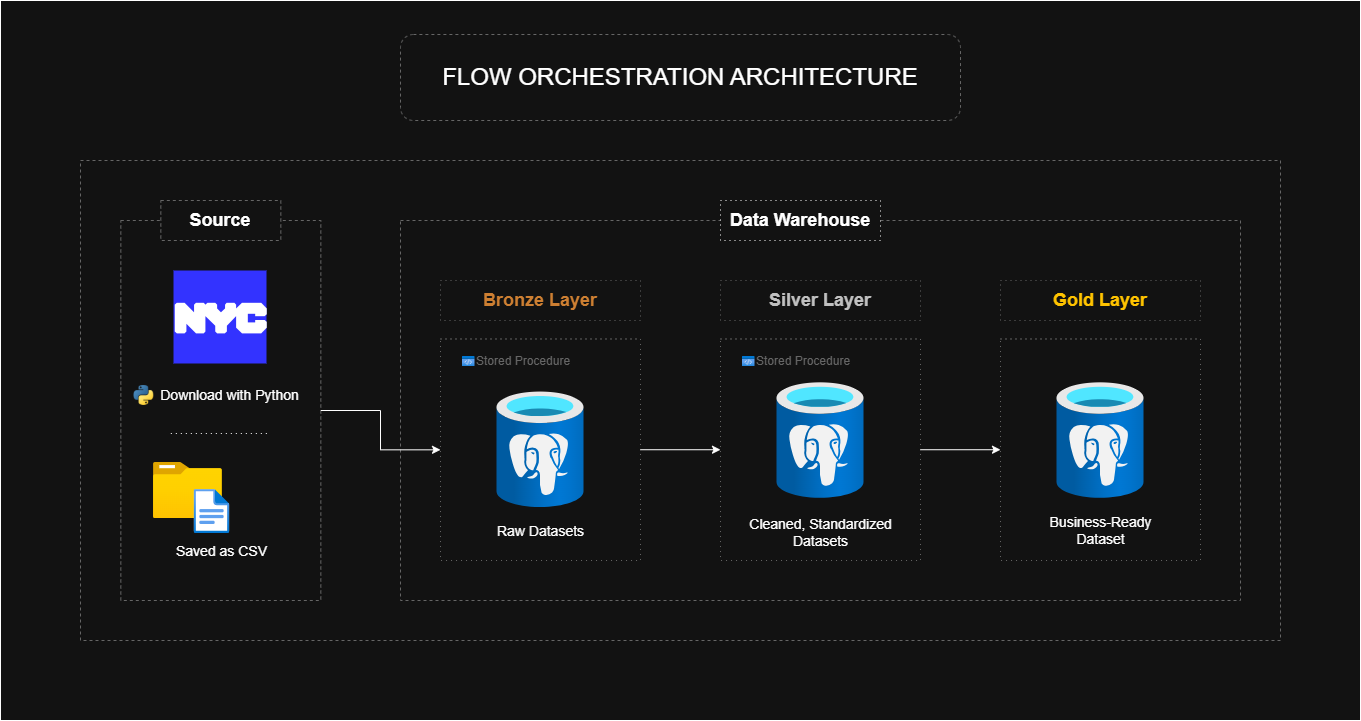 FLOW ORCHESTRATION ARCHITECTURE
Source
NYC
Download with Python
Saved as CSV
Data Warehouse
Bronze Layer
Stored Procedure
Raw Datasets
Silver Layer
Stored Procedure
Cleaned, Standardized
Datasets
Gold Layer
Business-Ready
Dataset